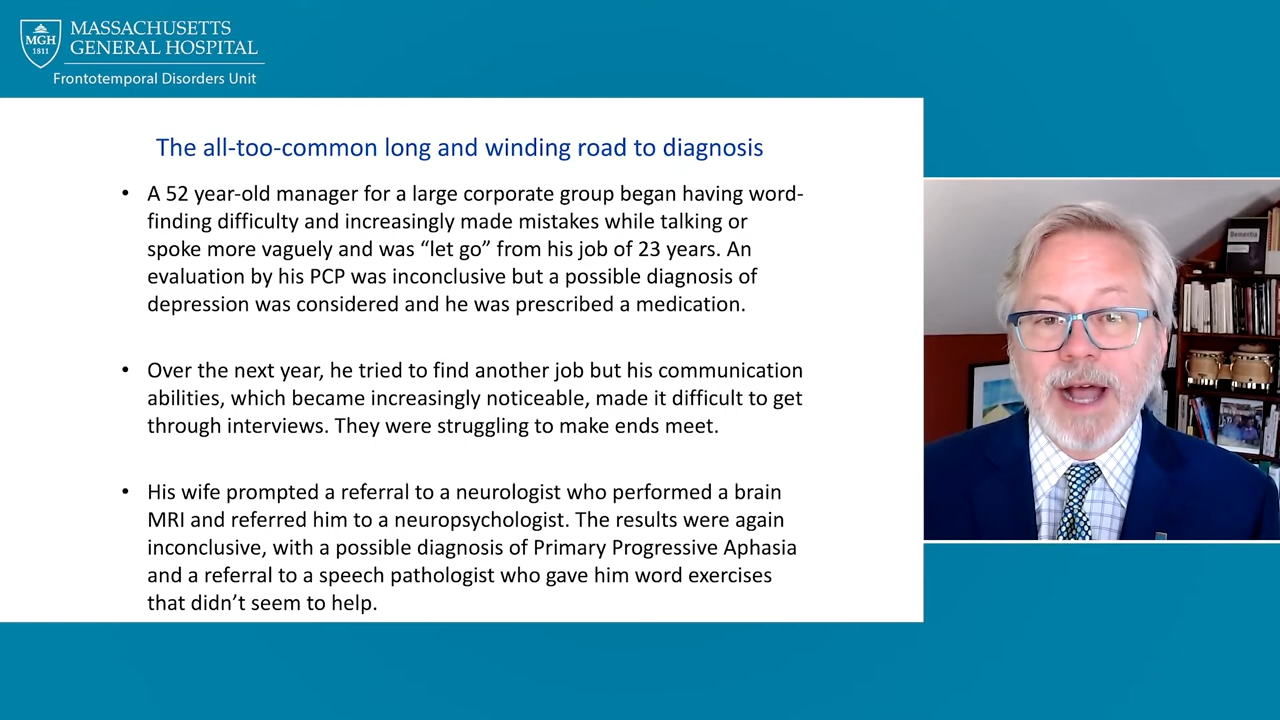 MGH
1811
MASSACHUSETTS
GENERAL HOSPITAL
Frontotemporal Disorders Unit
The all-too-common long and winding road to diagnosis
• A 52 year-old manager for a large corporate group began having word-
finding difficulty and increasingly made mistakes while talking or
spoke more vaguely and was “let go” from his job of 23 years. An
evaluation by his PCP was inconclusive but a possible diagnosis of
depression was considered and he was prescribed a medication.
• Over the next year, he tried to find another job but his communication
abilities, which became increasingly noticeable, made it difficult to get
through interviews. They were struggling to make ends meet.
• His wife prompted a referral to a neurologist who performed a brain
MRI and referred him to a neuropsychologist. The results were again
inconclusive, with a possible diagnosis of Primary Progressive Aphasia
and a referral to a speech pathologist who gave him word exercises
that didn’t seem to help.
Dementia